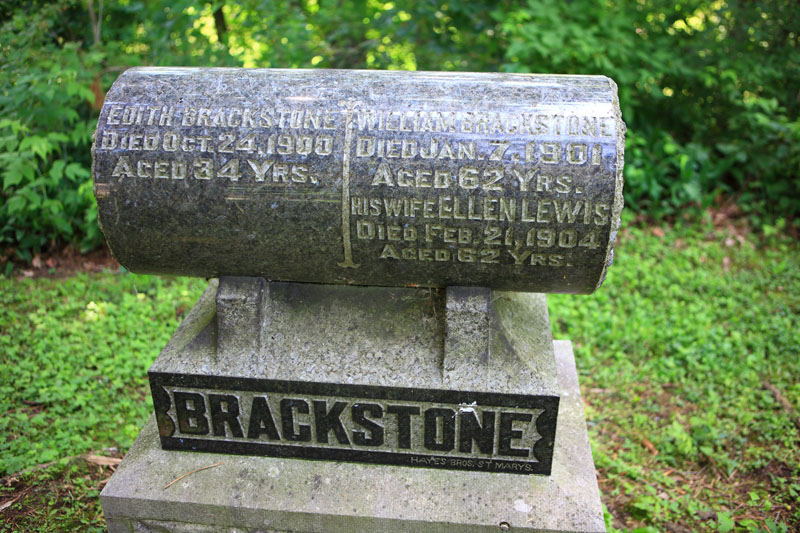 EDITH BRACKSTONE
DIED OCT. 24, 1900
AGED 34 YRS.
WILLIAM BRACKSTONE
DIED JAN. 7, 1901
AGED 62 YRS.
HIS WIFE ELLEN LEWIS
DIED FEB. 21, 1904
AGED 62 YRS.
BRACKSTONE
HAYES BROS. ST MARYS.